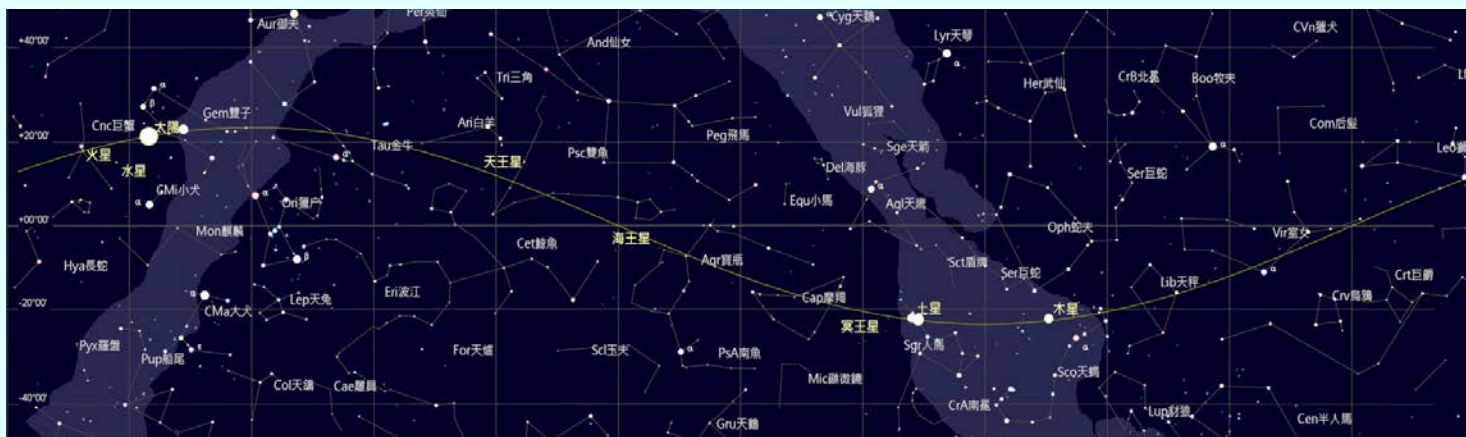 Aur御夫
Per英仙
Cyg天鵝
α
Lyr天琴
CVn獵犬
+40°00'
And仙女
α
Tri三角
Her武仙
CrB北冕
Boo牧夫
α
β
Gem雙子
Vul狐狸
Cnc巨蟹
太陽
Ari白羊
Com后髮
+20°00'
Peg飛馬
Sge天箭
Tau金牛
α
火星
天王星
Psc雙魚
α
Leo獅
水星
Del海豚
Ser巨蛇
CMi小犬
α
α
Ori獵户
Equ小馬
Aql天鷹
α
+00°00'
Mon麒麟
海王星
Oph蛇夫
Vir室女
β
Cet鯨魚
Aqr寶瓶
Sct盾牌
Hya長蛇
Ser巨蛇
α
Lib天秤
Crt巨爵
α
Lep天兔
Eri波江
Cap摩羯
Crv烏鴉
-20°00'
CMa大犬
土星
木星
冥王星
Pyx羅盤
Pup船尾
ε
For天爐
Scl玉夫
α
PsA南魚
Sgr人馬
α
Col天鴿
Cae雕具
Mic顯微鏡
Sco天蠍
-40°00'
CrA南冕
Lup豺狼
Gru天鶴
Cen半人馬